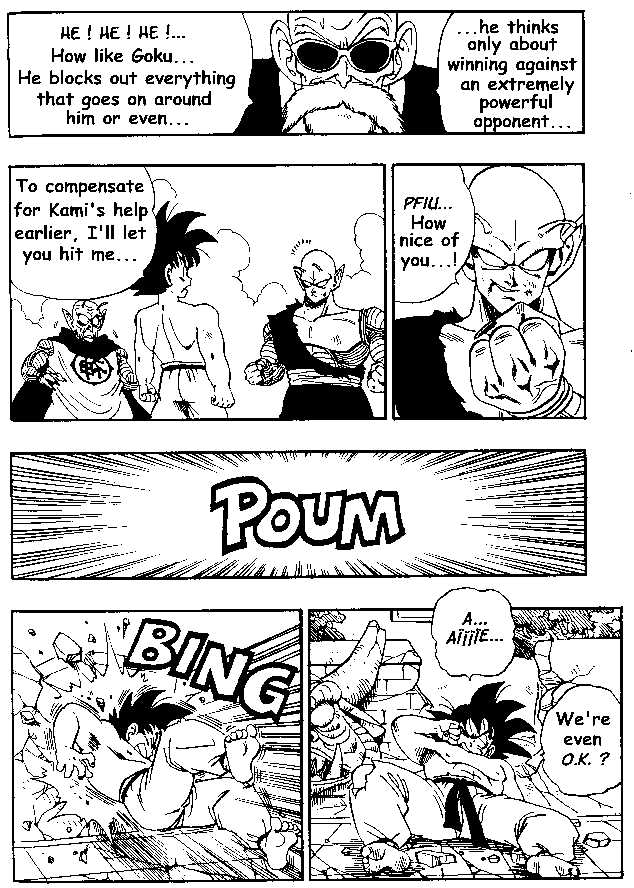 HE ! HE ! HE !...
How like Goku...
He blocks out everything
that goes on around
him or even...
...he thinks
only about
winning against
an extremely
powerful
opponent...
To compensate
for Kami's help
earlier, I'll let
you hit me...
PFIU...
How
nice of
you...!
POUM
BING
A...
AÏÏÏE...
We're
even
O.K. ?